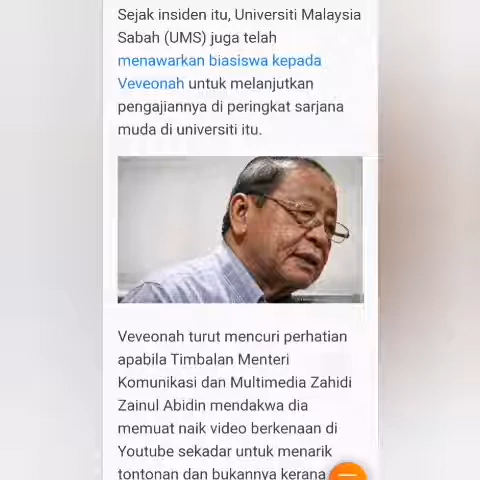 Sejak insiden itu, Universiti Malaysia
Sabah (UMS) juga telah
menawarkan biasiswa kepada
Veveonah untuk melanjutkan
pengajiannya di peringkat sarjana
muda di universiti itu.
Veveonah turut mencuri perhatian
apabila Timbalan Menteri
Komunikasi dan Multimedia Zahidi
Zainul Abidin mendakwa dia
memuat naik video berkenaan di
Youtube sekadar untuk menarik
tontonan dan bukannya kerana